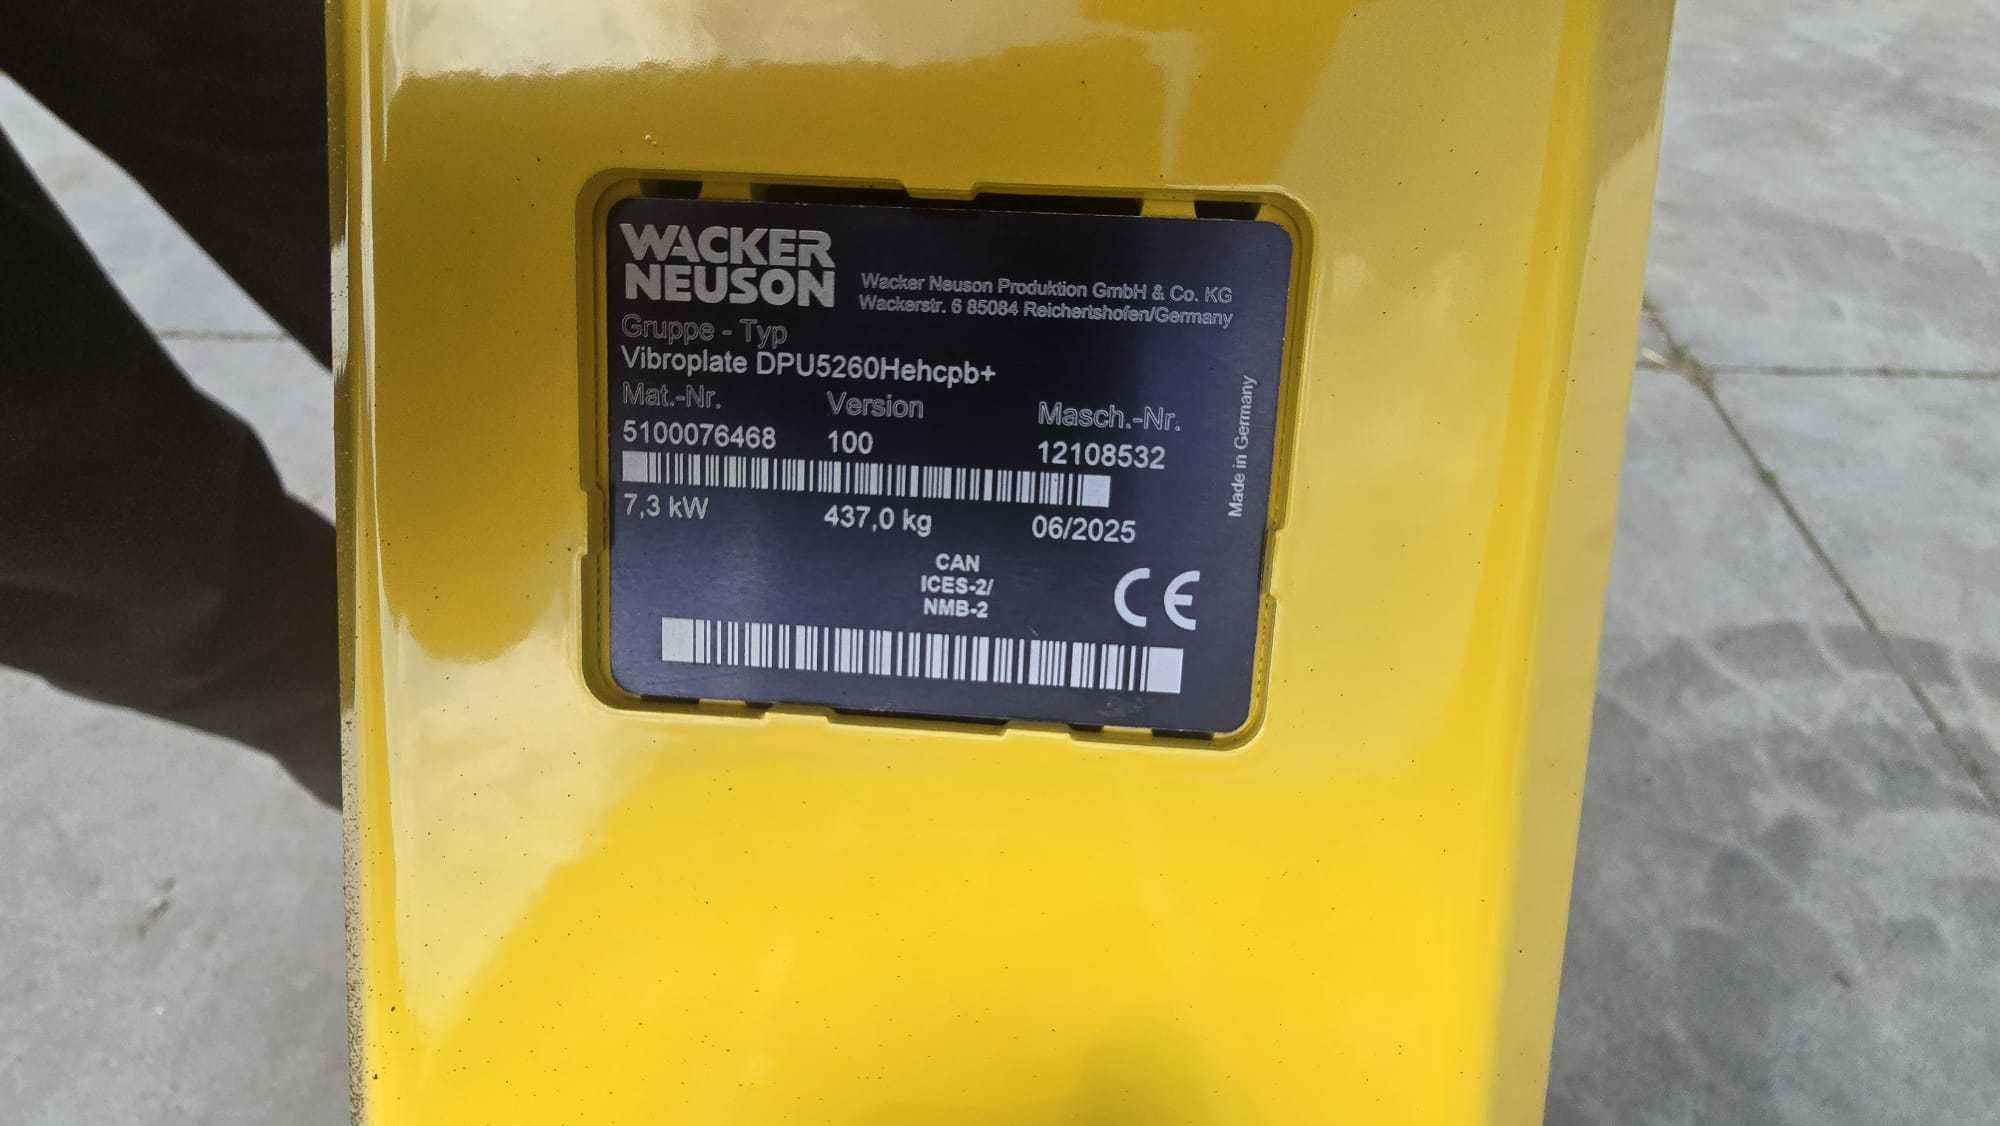 WACKER
NEUSON
Wacker Neuson Produktion GmbH & Co. KG
Wackerstr. 6 85084 Reichertshofen/Germany
Gruppe - Typ
Vibroplate DPU5260Hehcpb+
Mat.-Nr. Version Masch.-Nr.
5100076468 100 12108532
7,3 kW 437,0 kg 06/2025
CAN
ICES-2/
NMB-2
CE
Made in Germany